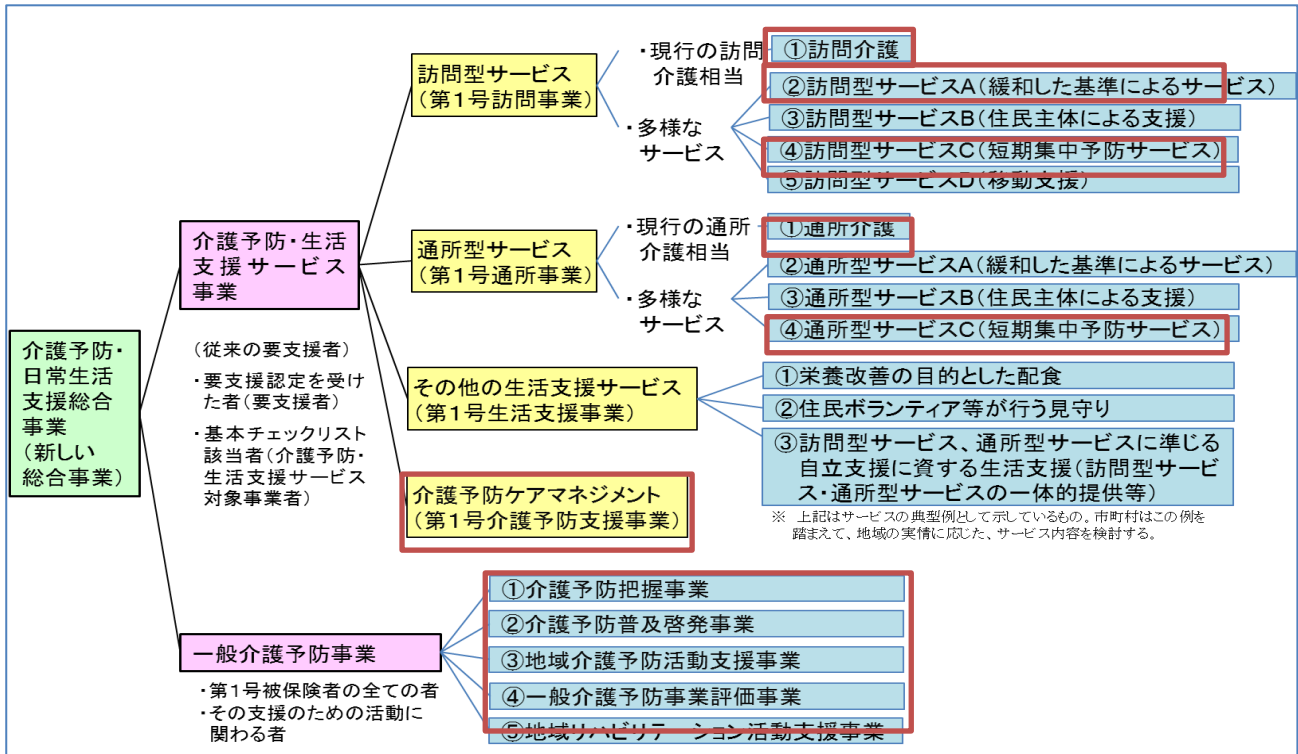 訪問型サービス
(第1号訪問事業)
・現行の訪問
介護相当
①訪問介護
②訪問型サービスA(緩和した基準によるサービス)
・多様な
サービス
③訪問型サービスB(住民主体による支援)
④訪問型サービスC(短期集中予防サービス)
⑤訪問型サービスD(移動支援)
介護予防・生活
支援サービス
事業
通所型サービス
(第1号通所事業)
・現行の通所
介護相当
①通所介護
②通所型サービスA(緩和した基準によるサービス)
・多様な
サービス
③通所型サービスB(住民主体による支援)
④通所型サービスC(短期集中予防サービス)
介護予防・
日常生活
支援総合
事業
(新しい
総合事業)
(従来の要支援者)
・要支援認定を受け
た者(要支援者)
・基本チェックリスト
該当者(介護予防・
生活支援サービス
対象事業者)
その他の生活支援サービス
(第1号生活支援事業)
①栄養改善の目的とした配食
②住民ボランティア等が行う見守り
③訪問型サービス、通所型サービスに準じる
自立支援に資する生活支援(訪問型サービ
ス・通所型サービスの一体的提供等)
介護予防ケアマネジメント
(第1号介護予防支援事業)
※ 上記はサービスの典型例として示しているもの。市町村はこの例を
踏まえて、地域の実情に応じた、サービス内容を検討する。
一般介護予防事業
・第1号被保険者の全ての者
・その支援のための活動に
関わる者
①介護予防把握事業
②介護予防普及啓発事業
③地域介護予防活動支援事業
④一般介護予防事業評価事業
⑤地域リハビリテーション活動支援事業